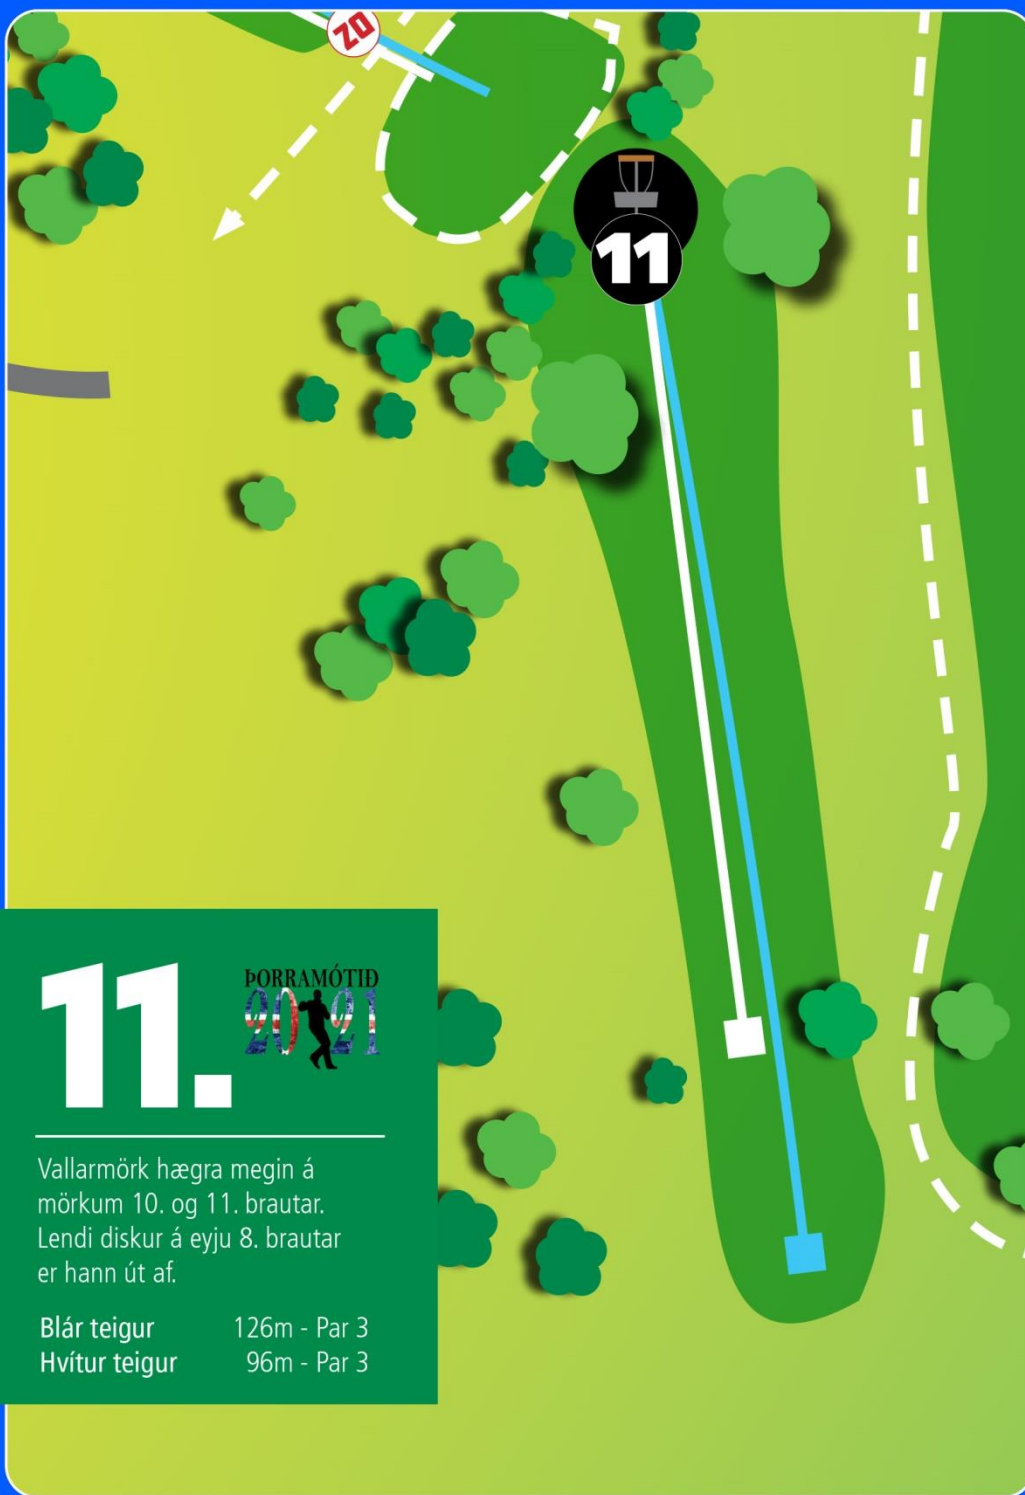 20
11
11.
ÞORRAMÓTIÐ
2021
Vallarmörk hægra megin á
mörkum 10. og 11. brautar.
Lendi diskur á eyju 8. brautar
er hann út af.
Blár teigur 126m - Par 3
Hvítur teigur 96m - Par 3